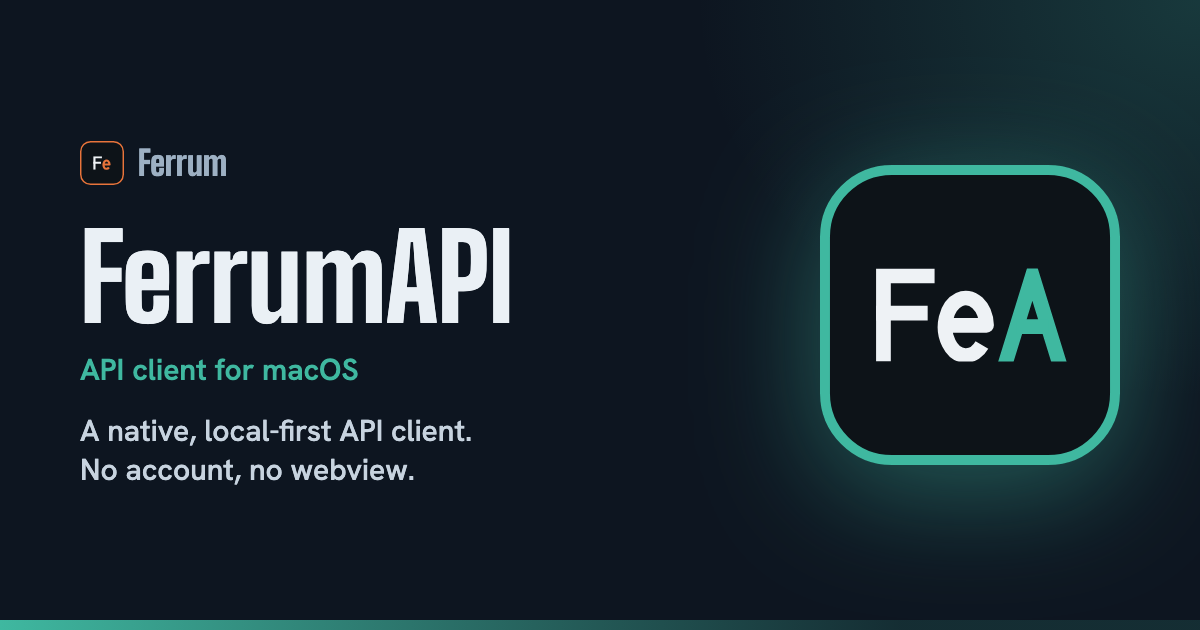 Fe Ferrum
FerrumAPI
API client for macOS
A native, local-first API client.
No account, no webview.
FeA